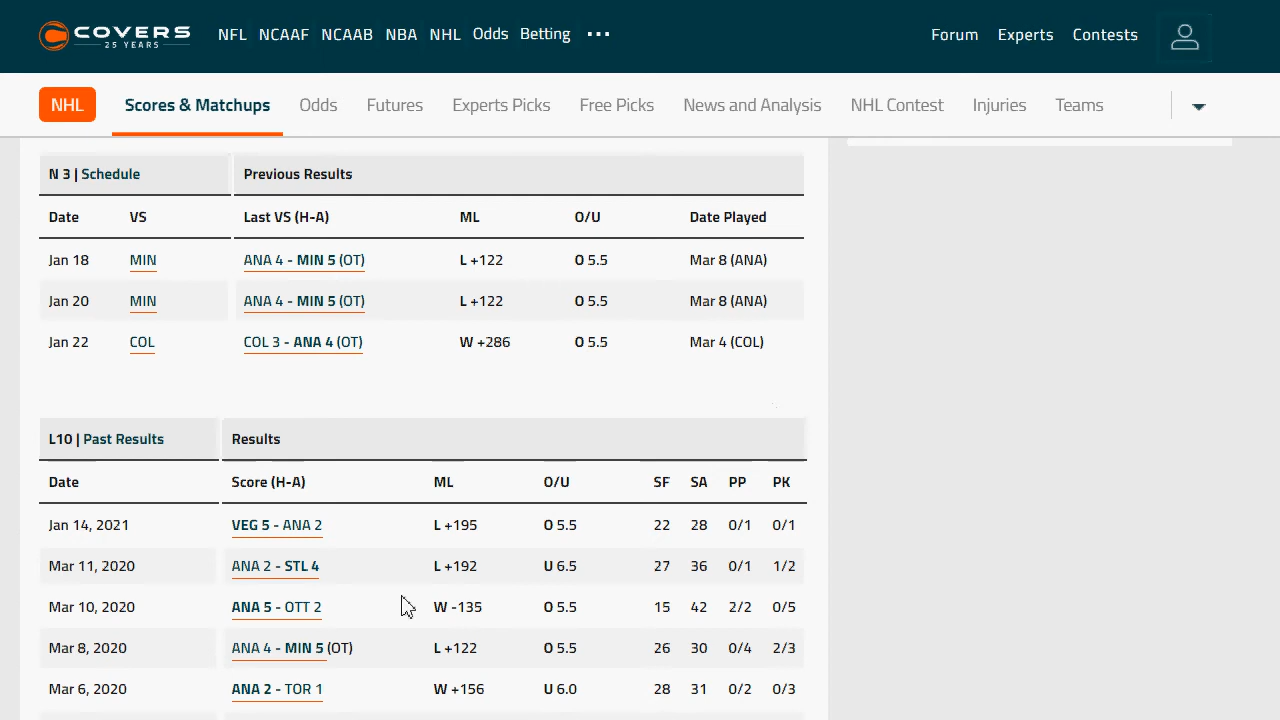 COVERS
25 YEARS
NFL NCAAF NCAAB NBA NHL Odds Betting ...
Forum Experts Contests
NHL Scores & Matchups Odds Futures Experts Picks Free Picks News and Analysis NHL Contest Injuries Teams
N 3 | Schedule Previous Results
Date VS Last VS (H-A) ML O/U Date Played
Jan 18 MIN ANA 4 - MIN 5 (OT) L +122 O 5.5 Mar 8 (ANA)
Jan 20 MIN ANA 4 - MIN 5 (OT) L +122 O 5.5 Mar 8 (ANA)
Jan 22 COL COL 3 - ANA 4 (OT) W +286 O 5.5 Mar 4 (COL)
L10 | Past Results Results
Date Score (H-A) ML O/U SF SA PP PK
Jan 14, 2021 VEG 5 - ANA 2 L +195 O 5.5 22 28 0/1 0/1
Mar 11, 2020 ANA 2 - STL 4 L +192 U 6.5 27 36 0/1 1/2
Mar 10, 2020 ANA 5 - OTT 2 W -135 O 5.5 15 42 2/2 0/5
Mar 8, 2020 ANA 4 - MIN 5 (OT) L +122 O 5.5 26 30 0/4 2/3
Mar 6, 2020 ANA 2 - TOR 1 W +156 U 6.0 28 31 0/2 0/3